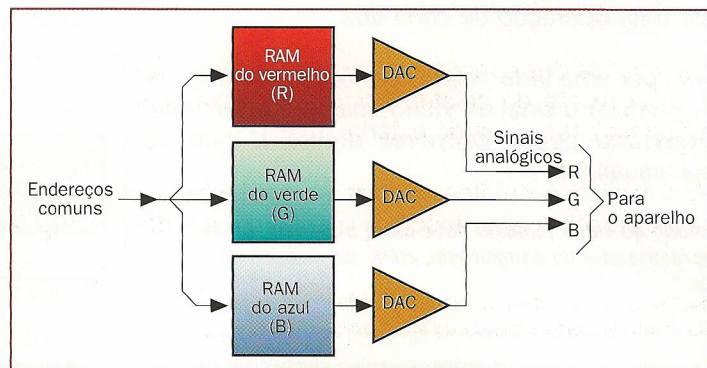 RAM
do vermelho
(R)
DAC
Endereços
comuns
RAM
do verde
(G)
DAC
RAM
do azul
(B)
DAC
Sinais
analógicos
R
G
B
Para
o aparelho